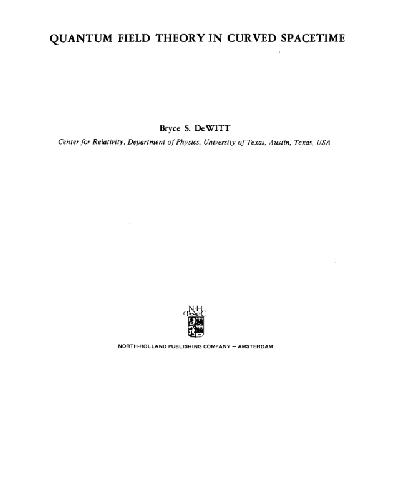 QUANTUM FIELD THEORY IN CURVED SPACETIME
Bryce S. DeWITT
Center for Relativity, Department of Physics, University of Texas, Austin, Texas, USA
NORTH-HOLLAND PUBLISHING COMPANY – AMSTERDAM